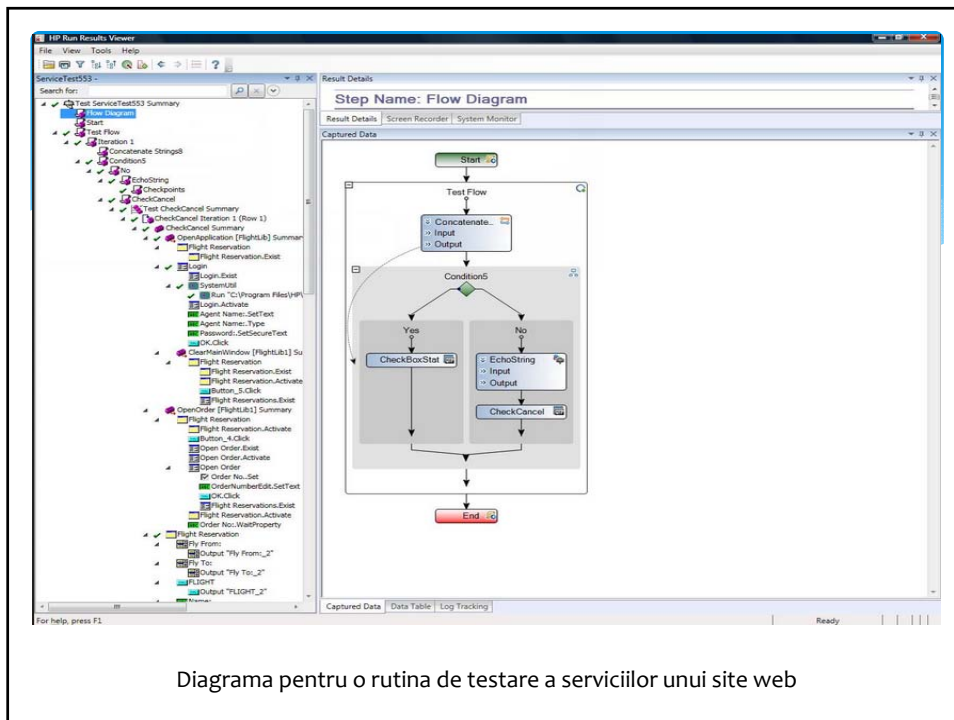 HP Run Results Viewer
File View Tools Help
ServiceTest553 -
Search for:
Test ServiceTest553 Summary
Flow Diagram
Start
Test Flow
Iteration 1
Concatenate Strings8
Condition5
No
EchoString
Checkpoints
CheckCancel
Test CheckCancel Summary
CheckCancel Iteration 1 (Row 1)
CheckCancel Summary
OpenApplication [FlightLib] Summar
Flight Reservation
Flight Reservation.Exist
Login
Login.Exist
SystemUtil
Run "C:\Program Files\HP\
Login.Activate
Agent Name:.SetText
Agent Name:.Type
Password:.SetSecureText
OK.Click
ClearMainWindow [FlightLib1] Su
Flight Reservation
Flight Reservation.Exist
Flight Reservation.Activate
Button_5.Click
Flight Reservations.Exist
OpenOrder [FlightLib1] Summary
Flight Reservation
Flight Reservation.Activate
Button_4.Click
Open Order.Exist
Open Order.Activate
Open Order
Order No..Set
OrderNumberEdit.SetText
OK.Click
Flight Reservations.Exist
Flight Reservation.Activate
Order No:.WaitProperty
Flight Reservation
Fly From:
Output "Fly From:_2"
Fly To:
Output "Fly To:_2"
FLIGHT
Output "FLIGHT_2"
Name:
Result Details
Step Name: Flow Diagram
Result Details Screen Recorder System Monitor
Captured Data
Start
Test Flow
Concatenate..
Input
Output
Condition5
Yes
No
CheckBoxStat
EchoString
Input
Output
CheckCancel
End
Captured Data Data Table Log Tracking
For help, press F1
Ready
Diagrama pentru o rutina de testare a serviciilor unui site web